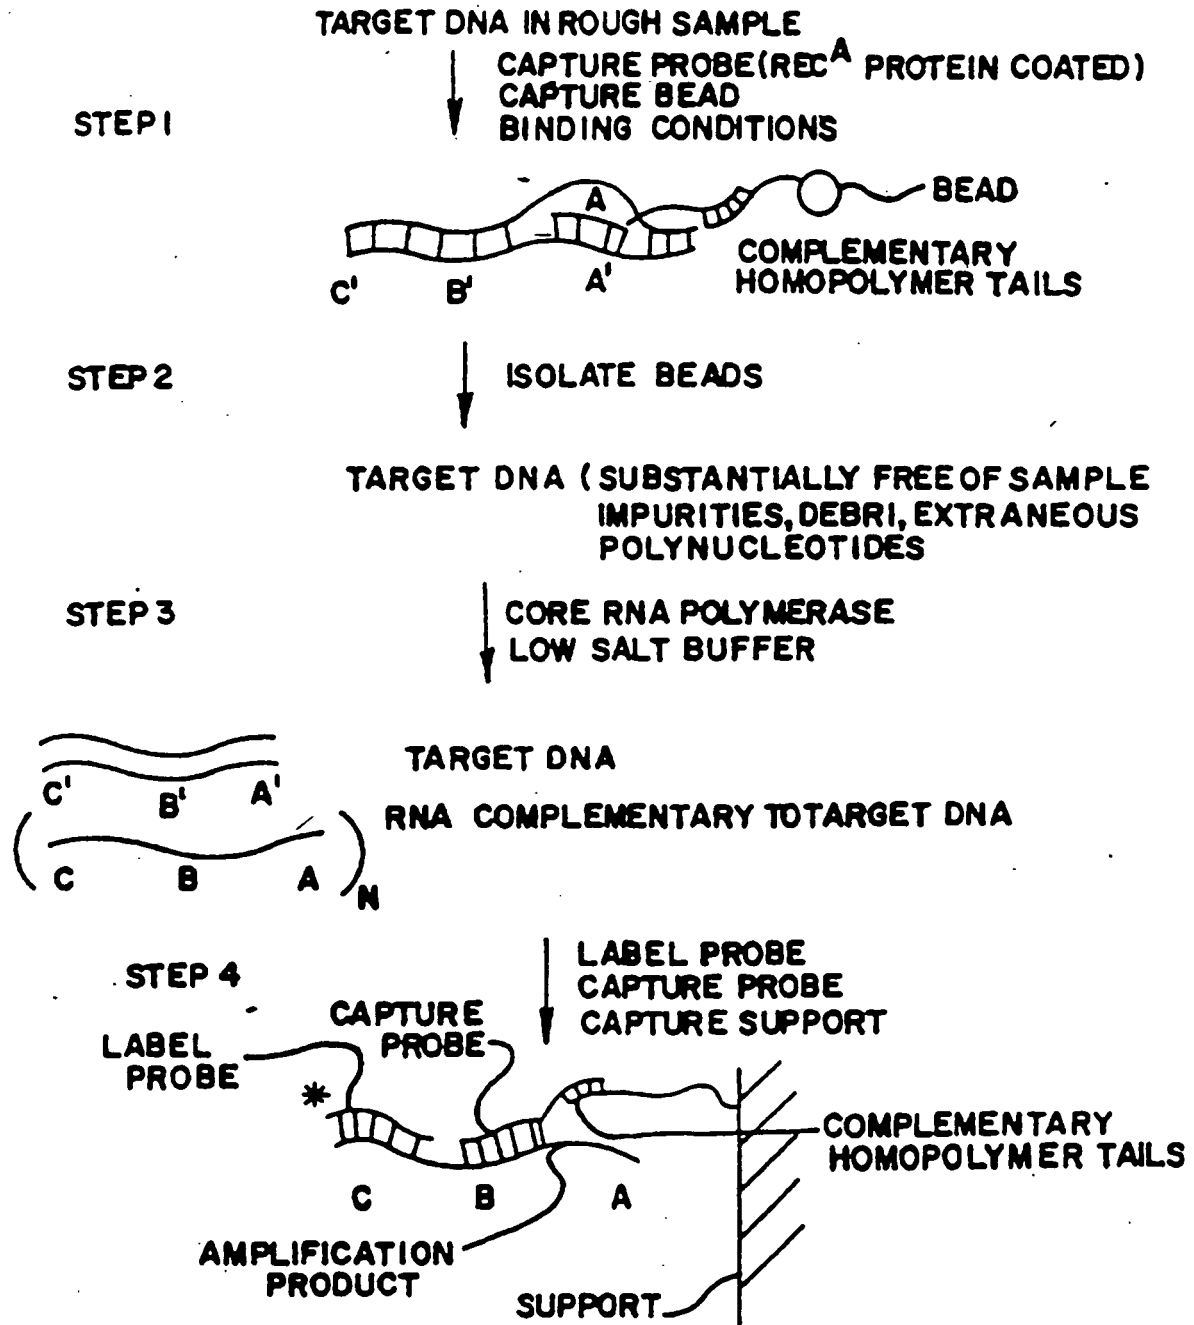 TARGET DNA IN ROUGH SAMPLE
CAPTURE PROBE (REC A PROTEIN COATED)
CAPTURE BEAD
BINDING CONDITIONS
STEP 1
A
BEAD
COMPLEMENTARY
HOMOPOLYMER TAILS
C' B' A'
STEP 2
ISOLATE BEADS
TARGET DNA (SUBSTANTIALLY FREE OF SAMPLE
IMPURITIES, DEBRI, EXTRANEOUS
POLYNUCLEOTIDES
STEP 3
CORE RNA POLYMERASE
LOW SALT BUFFER
TARGET DNA
C' B' A'
RNA COMPLEMENTARY TO TARGET DNA
( C B A )N
STEP 4
LABEL PROBE
CAPTURE PROBE
CAPTURE SUPPORT
CAPTURE
PROBE
LABEL
PROBE
*
COMPLEMENTARY
HOMOPOLYMER TAILS
C B A
AMPLIFICATION
PRODUCT
SUPPORT